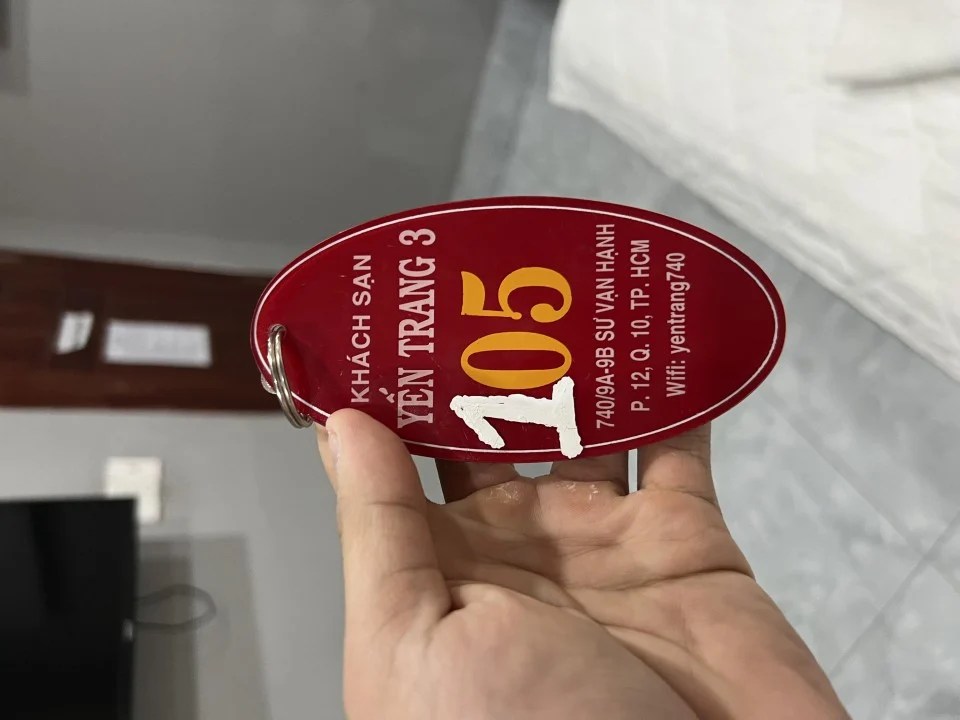 KHÁCH SẠN
YẾN TRANG 3
105
740/9A-9B SƯ VẠN HẠNH
P. 12, Q. 10, TP. HCM
Wifi: yentrang740